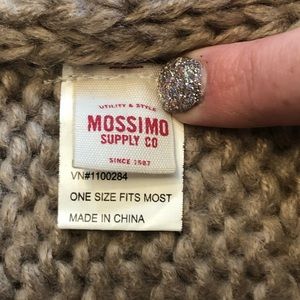 UTILITY & STYLE
MOSSIMO
SUPPLY CO
SINCE 1987
VN#1100284
ONE SIZE FITS MOST
MADE IN CHINA